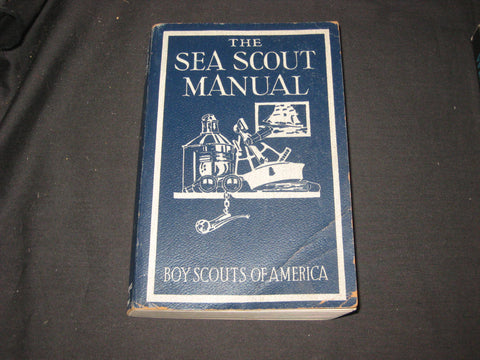 THE
SEA SCOUT
MANUAL
BOY SCOUTS OF AMERICA